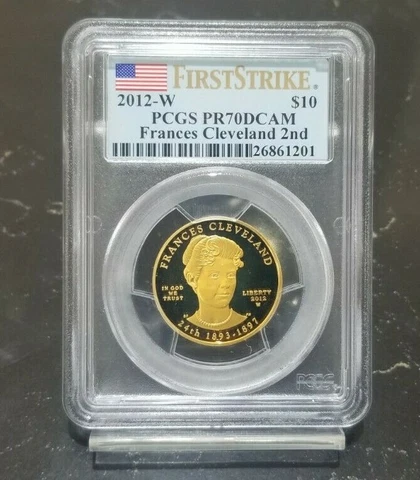 FIRSTSTRIKE®
2012-W $10
PCGS PR70DCAM
Frances Cleveland 2nd
26861201
FRANCES CLEVELAND
IN GOD
WE
TRUST
LIBERTY
2012
W
24th 1893-1897
PCGS